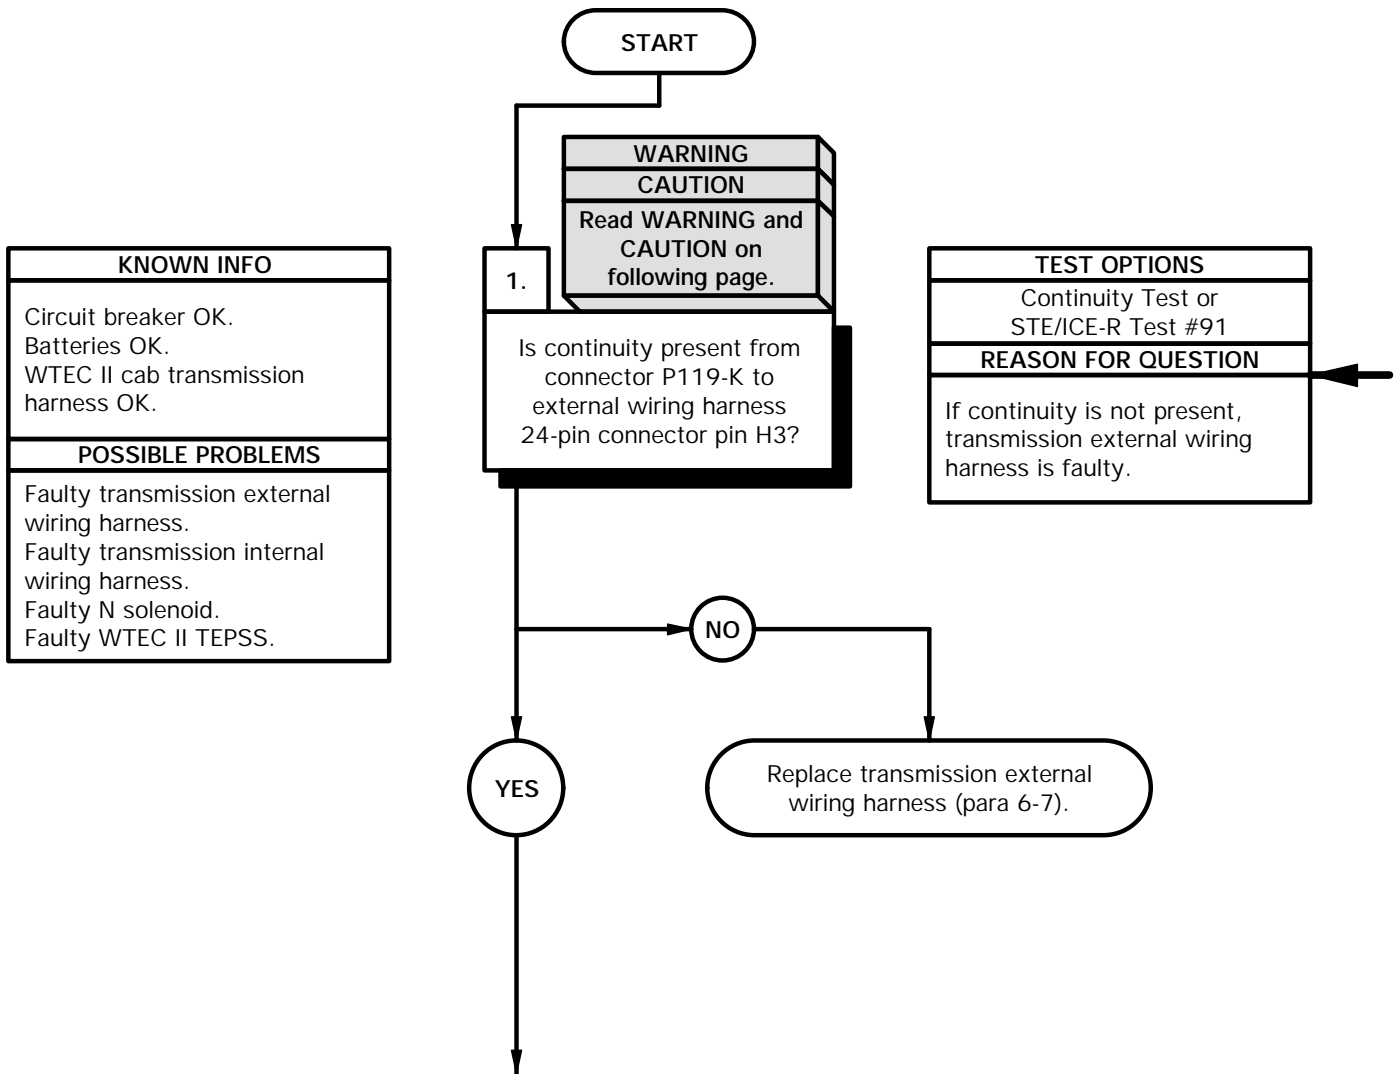 START
WARNING
CAUTION
Read WARNING and
CAUTION on
following page.
KNOWN INFO
Circuit breaker OK.
Batteries OK.
WTEC II cab transmission
harness OK.
POSSIBLE PROBLEMS
Faulty transmission external
wiring harness.
Faulty transmission internal
wiring harness.
Faulty N solenoid.
Faulty WTEC II TEPSS.
1.
Is continuity present from
connector P119-K to
external wiring harness
24-pin connector pin H3?
TEST OPTIONS
Continuity Test or
STE/ICE-R Test #91
REASON FOR QUESTION
If continuity is not present,
transmission external wiring
harness is faulty.
NO
YES
Replace transmission external
wiring harness (para 6-7).